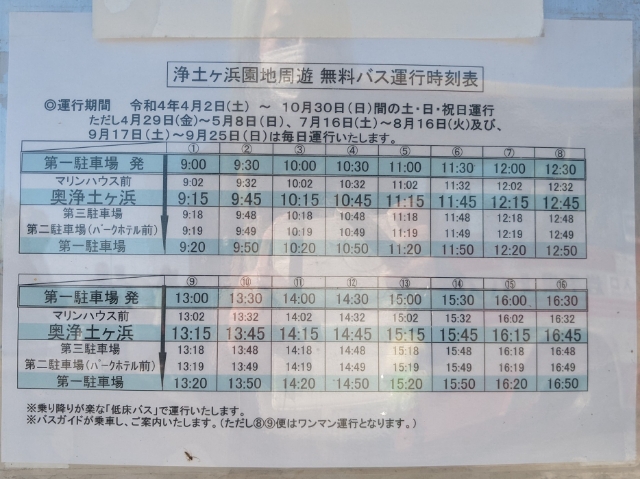 浄土ヶ浜園地周遊 無料バス運行時刻表
◎運行期間 令和4年4月2日(土) ～ 10月30日(日)間の土・日・祝日運行
ただし4月29日(金)～5月8日(日)、7月16日(土)～8月16日(火)及び、
9月17日(土)～9月25日(日)は毎日運行いたします。
① ② ③ ④ ⑤ ⑥ ⑦ ⑧
第一駐車場 発 9:00 9:30 10:00 10:30 11:00 11:30 12:00 12:30
マリンハウス前 9:02 9:32 10:02 10:32 11:02 11:32 12:02 12:32
奥浄土ヶ浜 9:15 9:45 10:15 10:45 11:15 11:45 12:15 12:45
第三駐車場 9:18 9:48 10:18 10:48 11:18 11:48 12:18 12:48
第二駐車場(パークホテル前) 9:19 9:49 10:19 10:49 11:19 11:49 12:19 12:49
第一駐車場 9:20 9:50 10:20 10:50 11:20 11:50 12:20 12:50
⑨ ⑩ ⑪ ⑫ ⑬ ⑭ ⑮ ⑯
第一駐車場 発 13:00 13:30 14:00 14:30 15:00 15:30 16:00 16:30
マリンハウス前 13:02 13:32 14:02 14:32 15:02 15:32 16:02 16:32
奥浄土ヶ浜 13:15 13:45 14:15 14:45 15:15 15:45 16:15 16:45
第三駐車場 13:18 13:48 14:18 14:48 15:18 15:48 16:18 16:48
第二駐車場(パークホテル前) 13:19 13:49 14:19 14:49 15:19 15:49 16:19 16:49
第一駐車場 13:20 13:50 14:20 14:50 15:20 15:50 16:20 16:50
※乗り降りが楽な「低床バス」で運行いたします。
※バスガイドが乗車し、ご案内いたします。(ただし⑧⑨便はワンマン運行となります。)